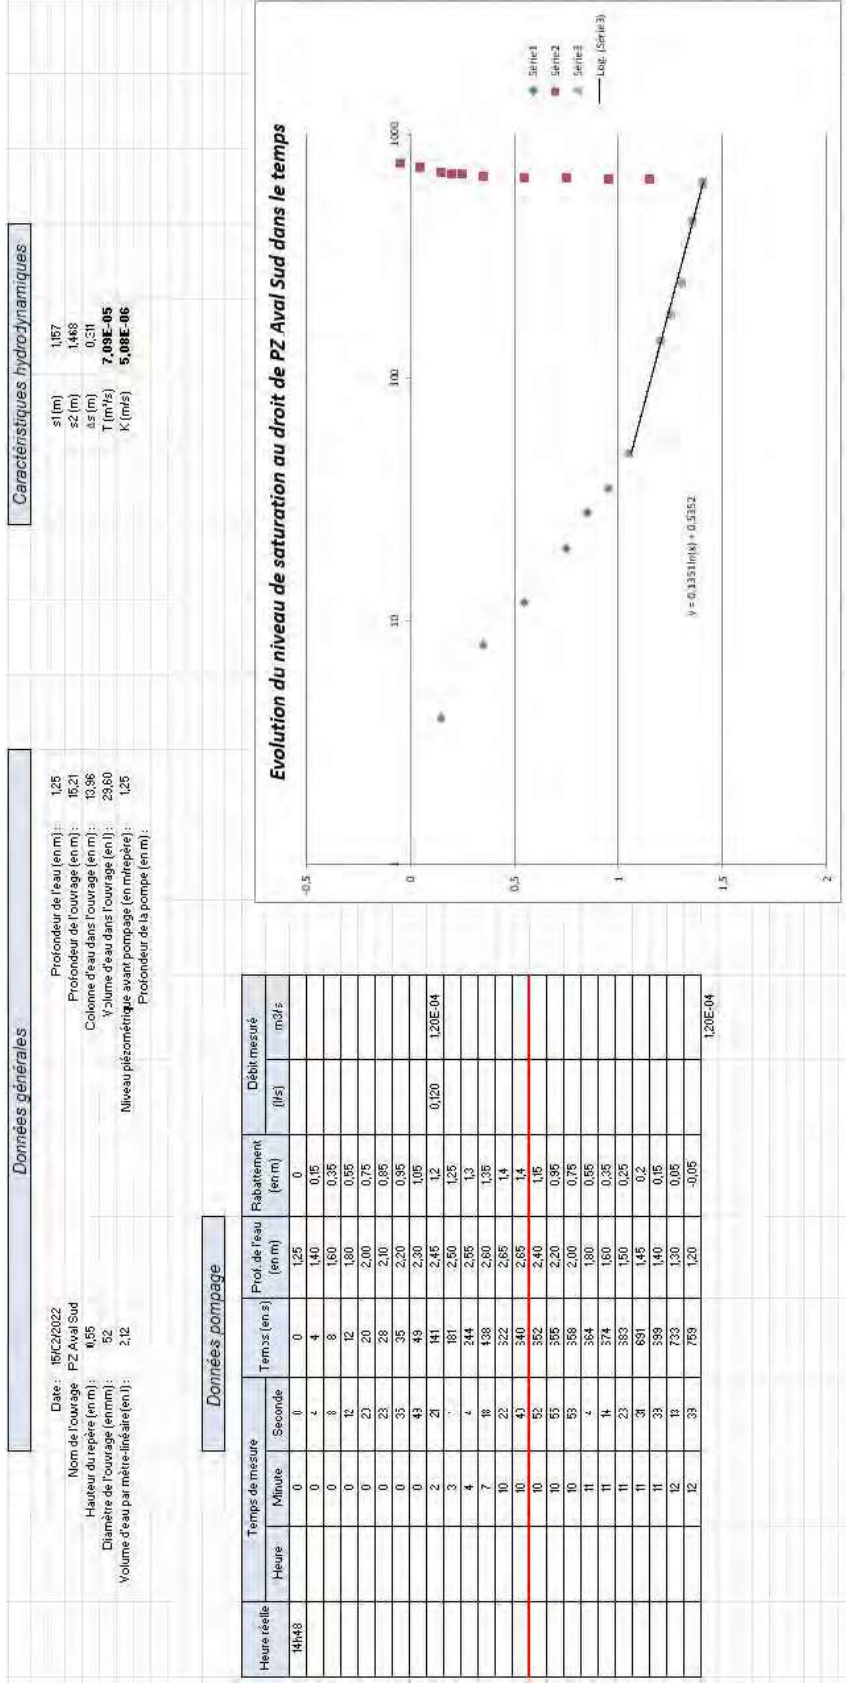 Données générales
Date : 15/02/2022
Nom de l'ouvrage PZ Aval Sud
Hauteur du repère (en m) : 0,55
Diamètre de l'ouvrage (en mm) : 52
Volume d'eau par mètre-linéaire (en l) : 2,12
Profondeur de l'eau (en m) : 1,25
Profondeur de l'ouvrage (en m) : 15,21
Colonne d'eau dans l'ouvrage (en m) : 13,96
Volume d'eau dans l'ouvrage (en l) : 29,60
Niveau piézométrique avant pompage (en m/repère) : 1,25
Profondeur de la pompe (en m) :
Caractéristiques hydrodynamiques
s1 (m) 1,157
s2 (m) 1,468
Δs (m) 0,311
T (m²/s) 7,09E-05
K (m/s) 5,08E-06
Données pompage
Heure réelle Temps de mesure Temps (en s) Prof. de l'eau (en m) Rabattement (en m) Débit mesuré
Heure Minute Seconde (l/s) m3/s
14h48 0 0 0 1,25 0
0 4 4 1,40 0,15
0 8 8 1,60 0,35
0 12 12 1,80 0,55
0 20 20 2,00 0,75
0 28 28 2,10 0,85
0 35 35 2,20 0,95
0 49 49 2,30 1,05
2 21 141 2,45 1,2 0,120 1,20E-04
3 1 181 2,50 1,25
4 4 244 2,55 1,3
7 18 438 2,60 1,35
10 22 622 2,65 1,4
10 40 640 2,65 1,4
10 52 652 2,40 1,15
10 55 655 2,20 0,95
10 58 658 2,00 0,75
11 4 664 1,80 0,55
11 14 674 1,60 0,35
11 23 683 1,50 0,25
11 31 691 1,45 0,2
11 39 699 1,40 0,15
12 13 733 1,30 0,05
12 39 759 1,20 -0,05
1,20E-04
Evolution du niveau de saturation au droit de PZ Aval Sud dans le temps
1 10 100 1000
-0,5
0
0,5
1
1,5
2
y = 0,1351ln(x) + 0,5352
Série1
Série2
Série3
Log. (Série3)